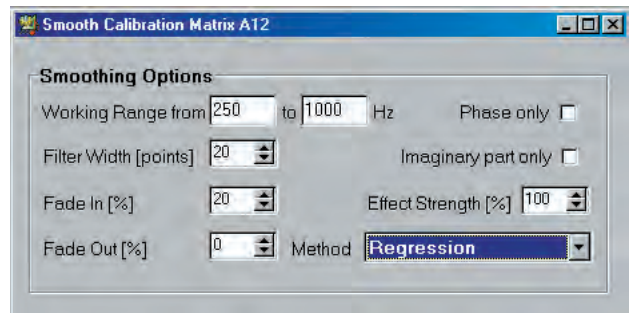 Smooth Calibration Matrix A12
Smoothing Options
Working Range from 250 to 1000 Hz Phase only
Filter Width [points] 20 Imaginary part only
Fade In [%] 20 Effect Strength [%] 100
Fade Out [%] 0 Method Regression